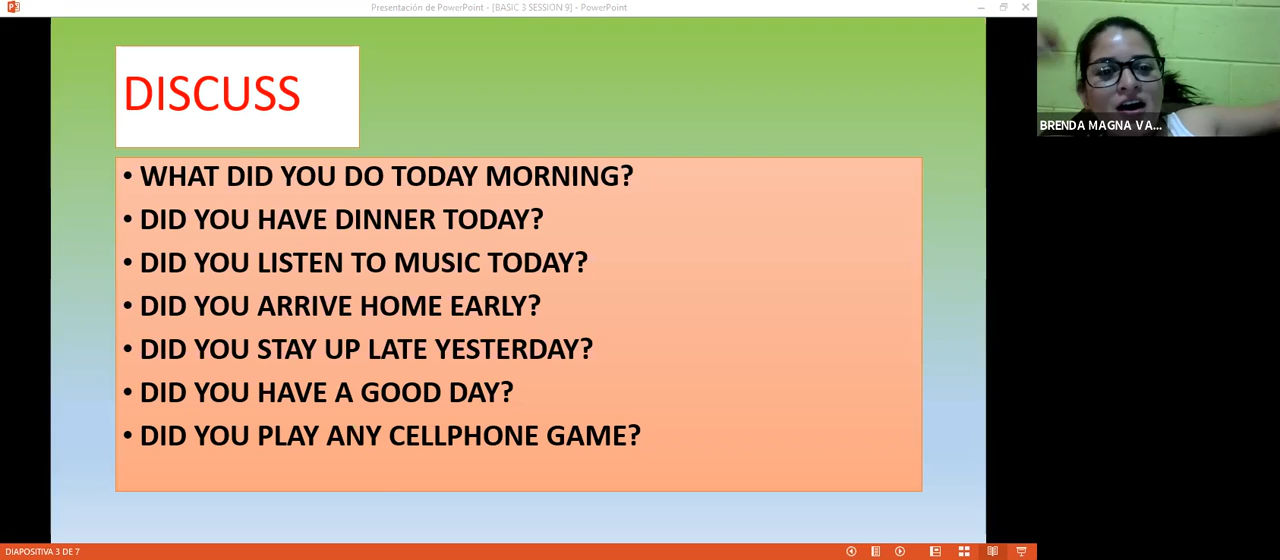 Presentación de PowerPoint - [BASIC 3 SESSION 9] - PowerPoint
DISCUSS
• WHAT DID YOU DO TODAY MORNING?
• DID YOU HAVE DINNER TODAY?
• DID YOU LISTEN TO MUSIC TODAY?
• DID YOU ARRIVE HOME EARLY?
• DID YOU STAY UP LATE YESTERDAY?
• DID YOU HAVE A GOOD DAY?
• DID YOU PLAY ANY CELLPHONE GAME?
BRENDA MAGNA VA...
DIAPOSITIVA 3 DE 7